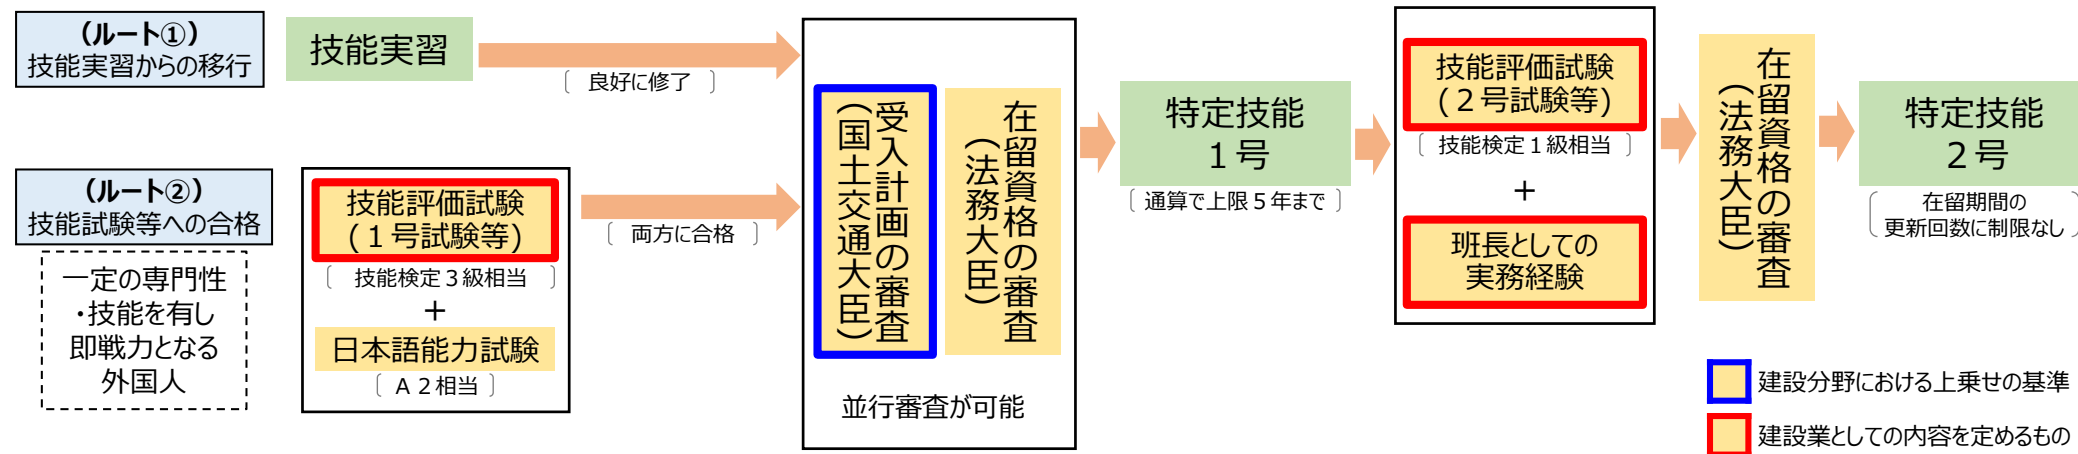 （ルート①）
技能実習からの移行
技能実習
〔 良好に修了 〕
（ルート②）
技能試験等への合格
一定の専門性
・技能を有し
即戦力となる
外国人
技能評価試験
(１号試験等)
〔 技能検定３級相当 〕
+
日本語能力試験
〔 Ａ２相当 〕
〔 両方に合格 〕
受入計画の審査
（国土交通大臣）
在留資格の審査
（法務大臣）
並行審査が可能
特定技能
１号
〔 通算で上限５年まで 〕
技能評価試験
(２号試験等)
〔 技能検定１級相当 〕
+
班長としての
実務経験
在留資格の審査
（法務大臣）
特定技能
２号
〔 在留期間の
更新回数に制限なし 〕
建設分野における上乗せの基準
建設業としての内容を定めるもの